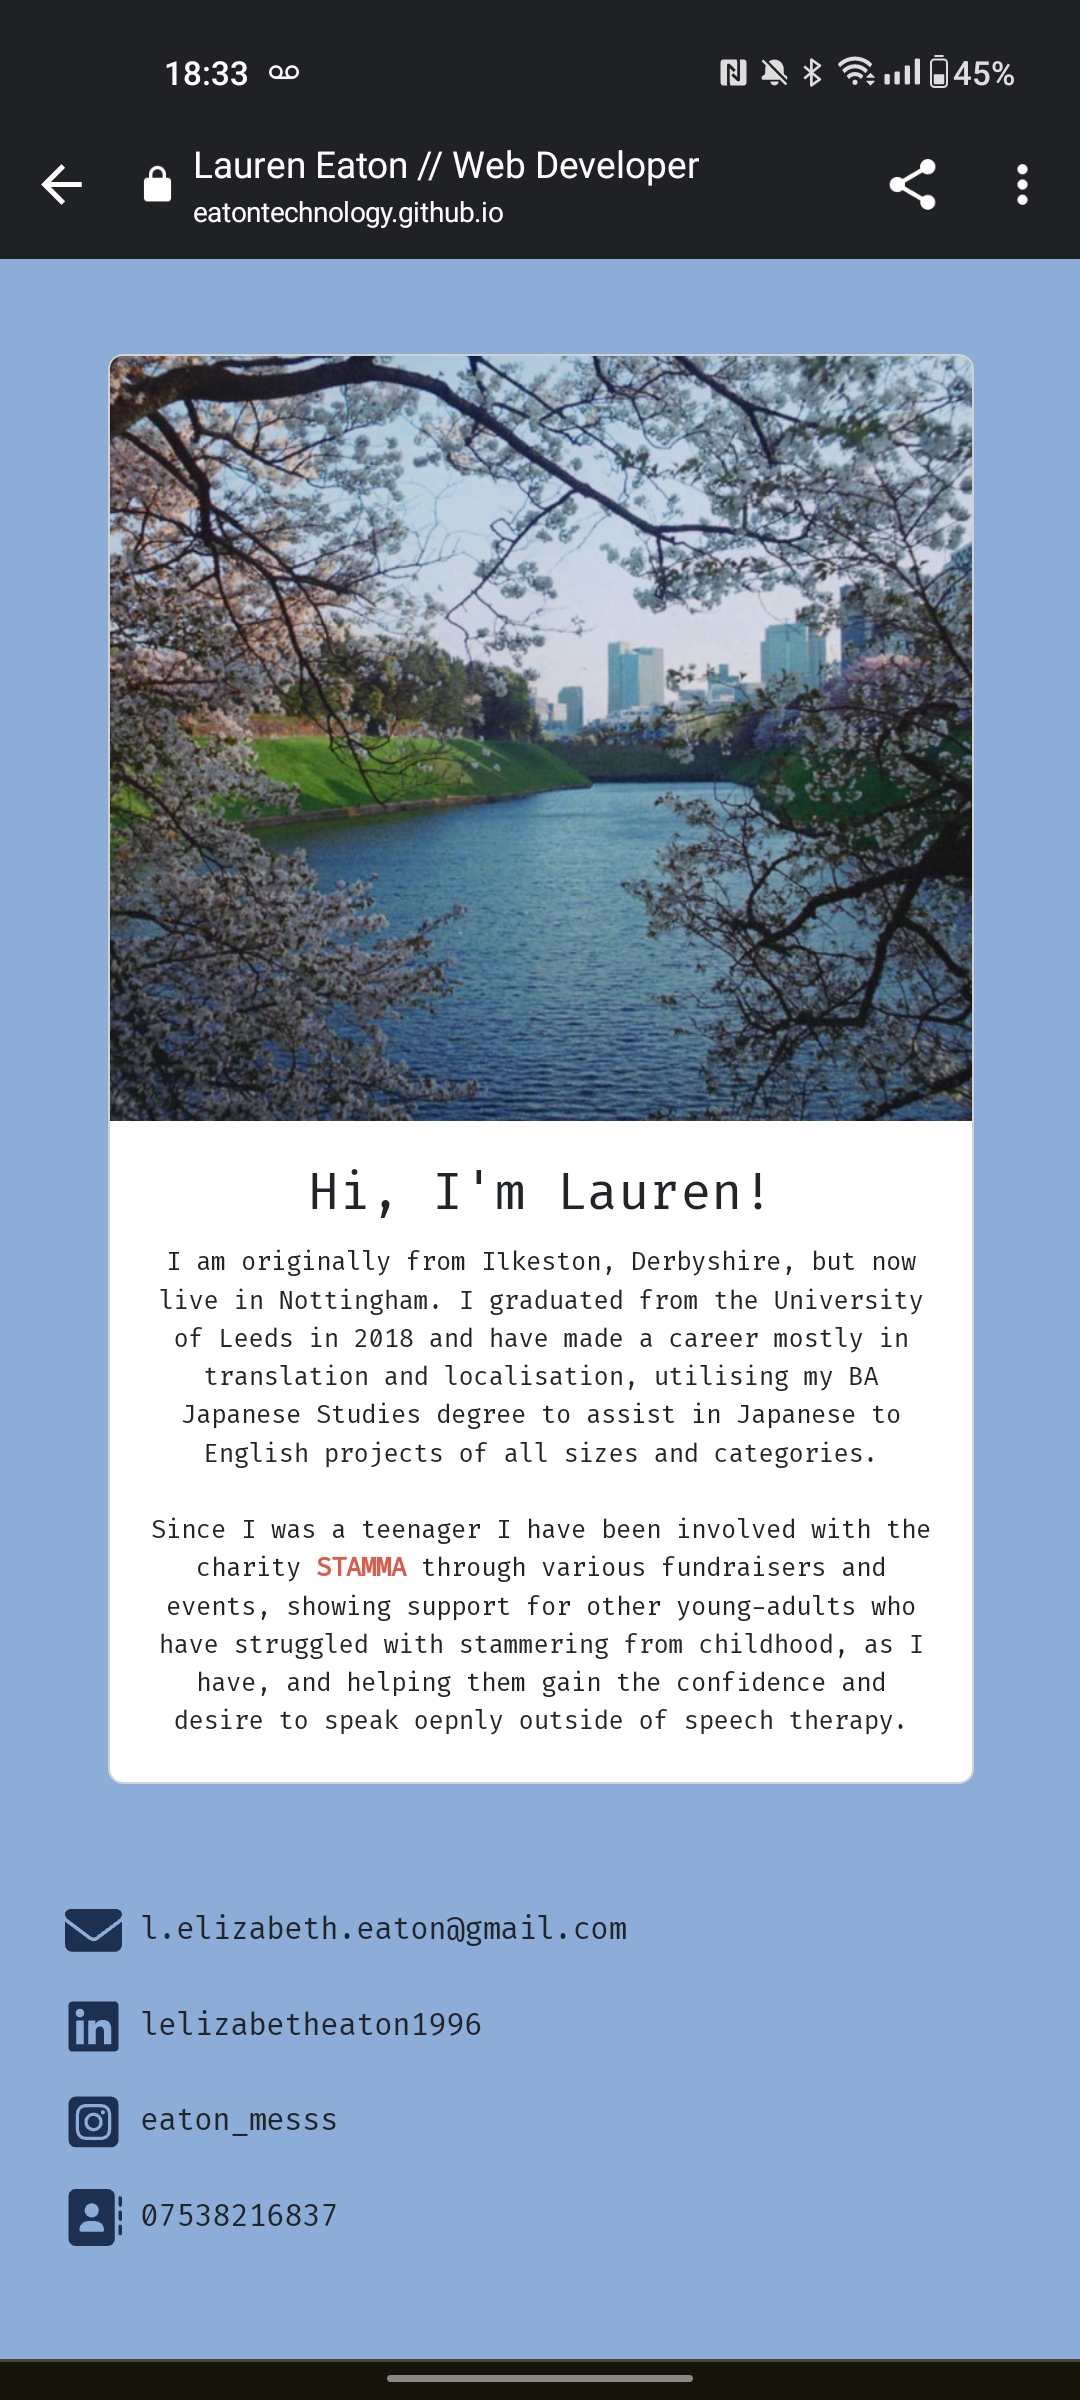 18:33
45%
Lauren Eaton // Web Developer
eatontechnology.github.io
Hi, I'm Lauren!
I am originally from Ilkeston, Derbyshire, but now
live in Nottingham. I graduated from the University
of Leeds in 2018 and have made a career mostly in
translation and localisation, utilising my BA
Japanese Studies degree to assist in Japanese to
English projects of all sizes and categories.
Since I was a teenager I have been involved with the
charity STAMMA through various fundraisers and
events, showing support for other young-adults who
have struggled with stammering from childhood, as I
have, and helping them gain the confidence and
desire to speak oepnly outside of speech therapy.
l.elizabeth.eaton@gmail.com
lelizabetheaton1996
eaton_messs
07538216837